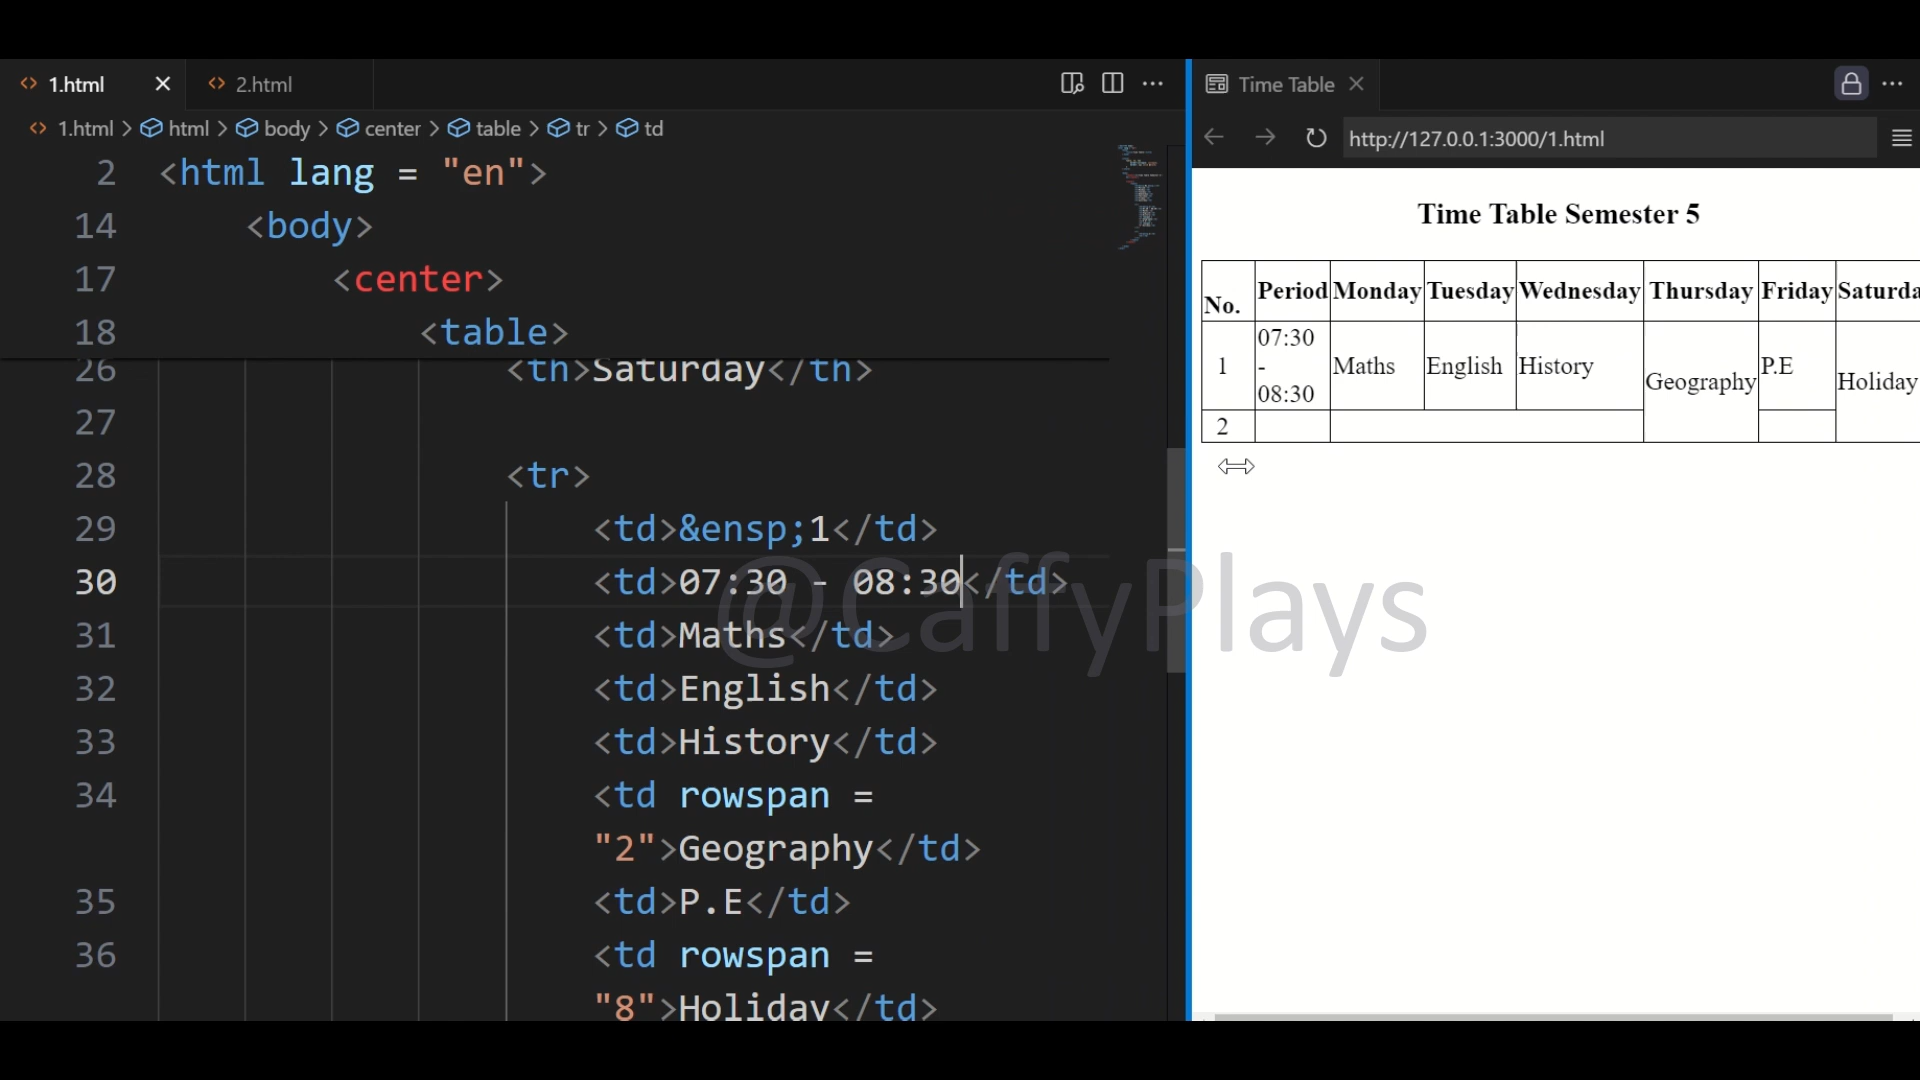 1.html 2.html
1.html > html > body > center > table > tr > td
2 <html lang = "en">
14 <body>
17 <center>
18 <table>
26 <th>Saturday</th>
27
28 <tr>
29 <td>&ensp;1</td>
30 <td>07:30 - 08:30</td>
31 <td>Maths</td>
32 <td>English</td>
33 <td>History</td>
34 <td rowspan =
"2">Geography</td>
35 <td>P.E</td>
36 <td rowspan =
"8">Holiday</td>
@CaffyPlays
Time Table
http://127.0.0.1:3000/1.html
Time Table Semester 5
No. Period Monday Tuesday Wednesday Thursday Friday Saturda
1 07:30 - 08:30 Maths English History Geography P.E Holiday
2